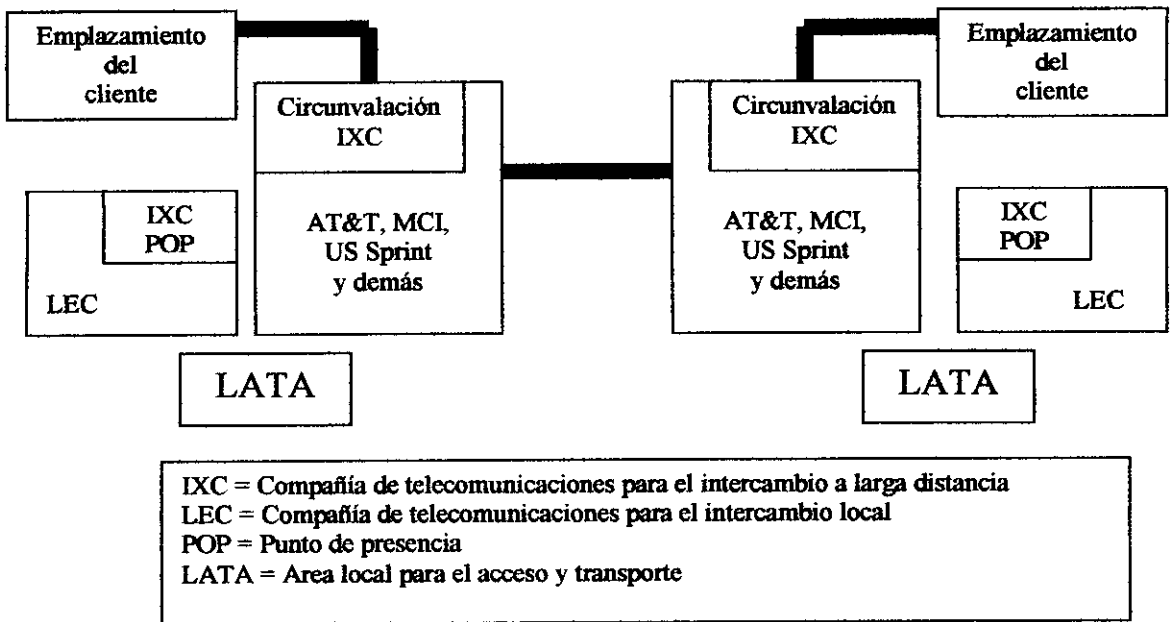 Emplazamiento
del
cliente
Circunvalación
IXC
AT&T, MCI,
US Sprint
y demás
IXC
POP
LEC
LATA
Emplazamiento
del
cliente
Circunvalación
IXC
AT&T, MCI,
US Sprint
y demás
IXC
POP
LEC
LATA
IXC = Compañía de telecomunicaciones para el intercambio a larga distancia
LEC = Compañía de telecomunicaciones para el intercambio local
POP = Punto de presencia
LATA = Area local para el acceso y transporte